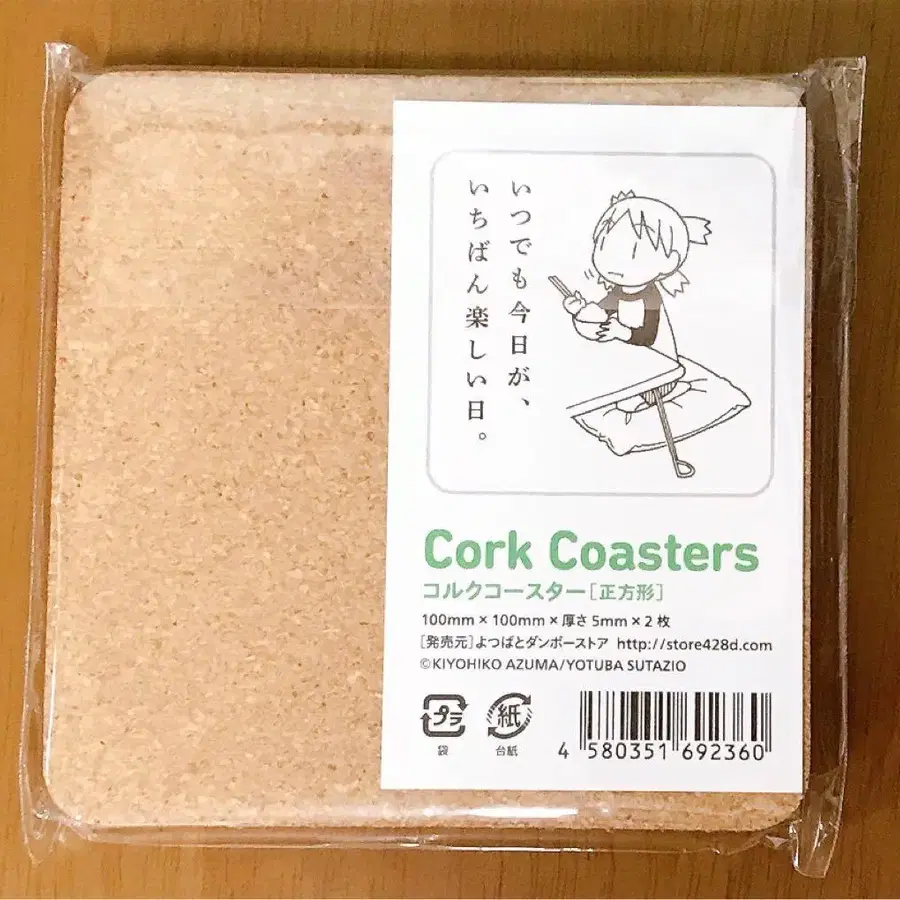 いつでも今日が、
いちばん楽しい日。
Cork Coasters
コルクコースター[正方形]
100mm×100mm×厚さ5mm×2枚
[発売元]よつばとダンボーストア http://store428d.com
©KIYOHIKO AZUMA/YOTUBA SUTAZIO
プラ
袋
紙
台紙
4 580351 692360